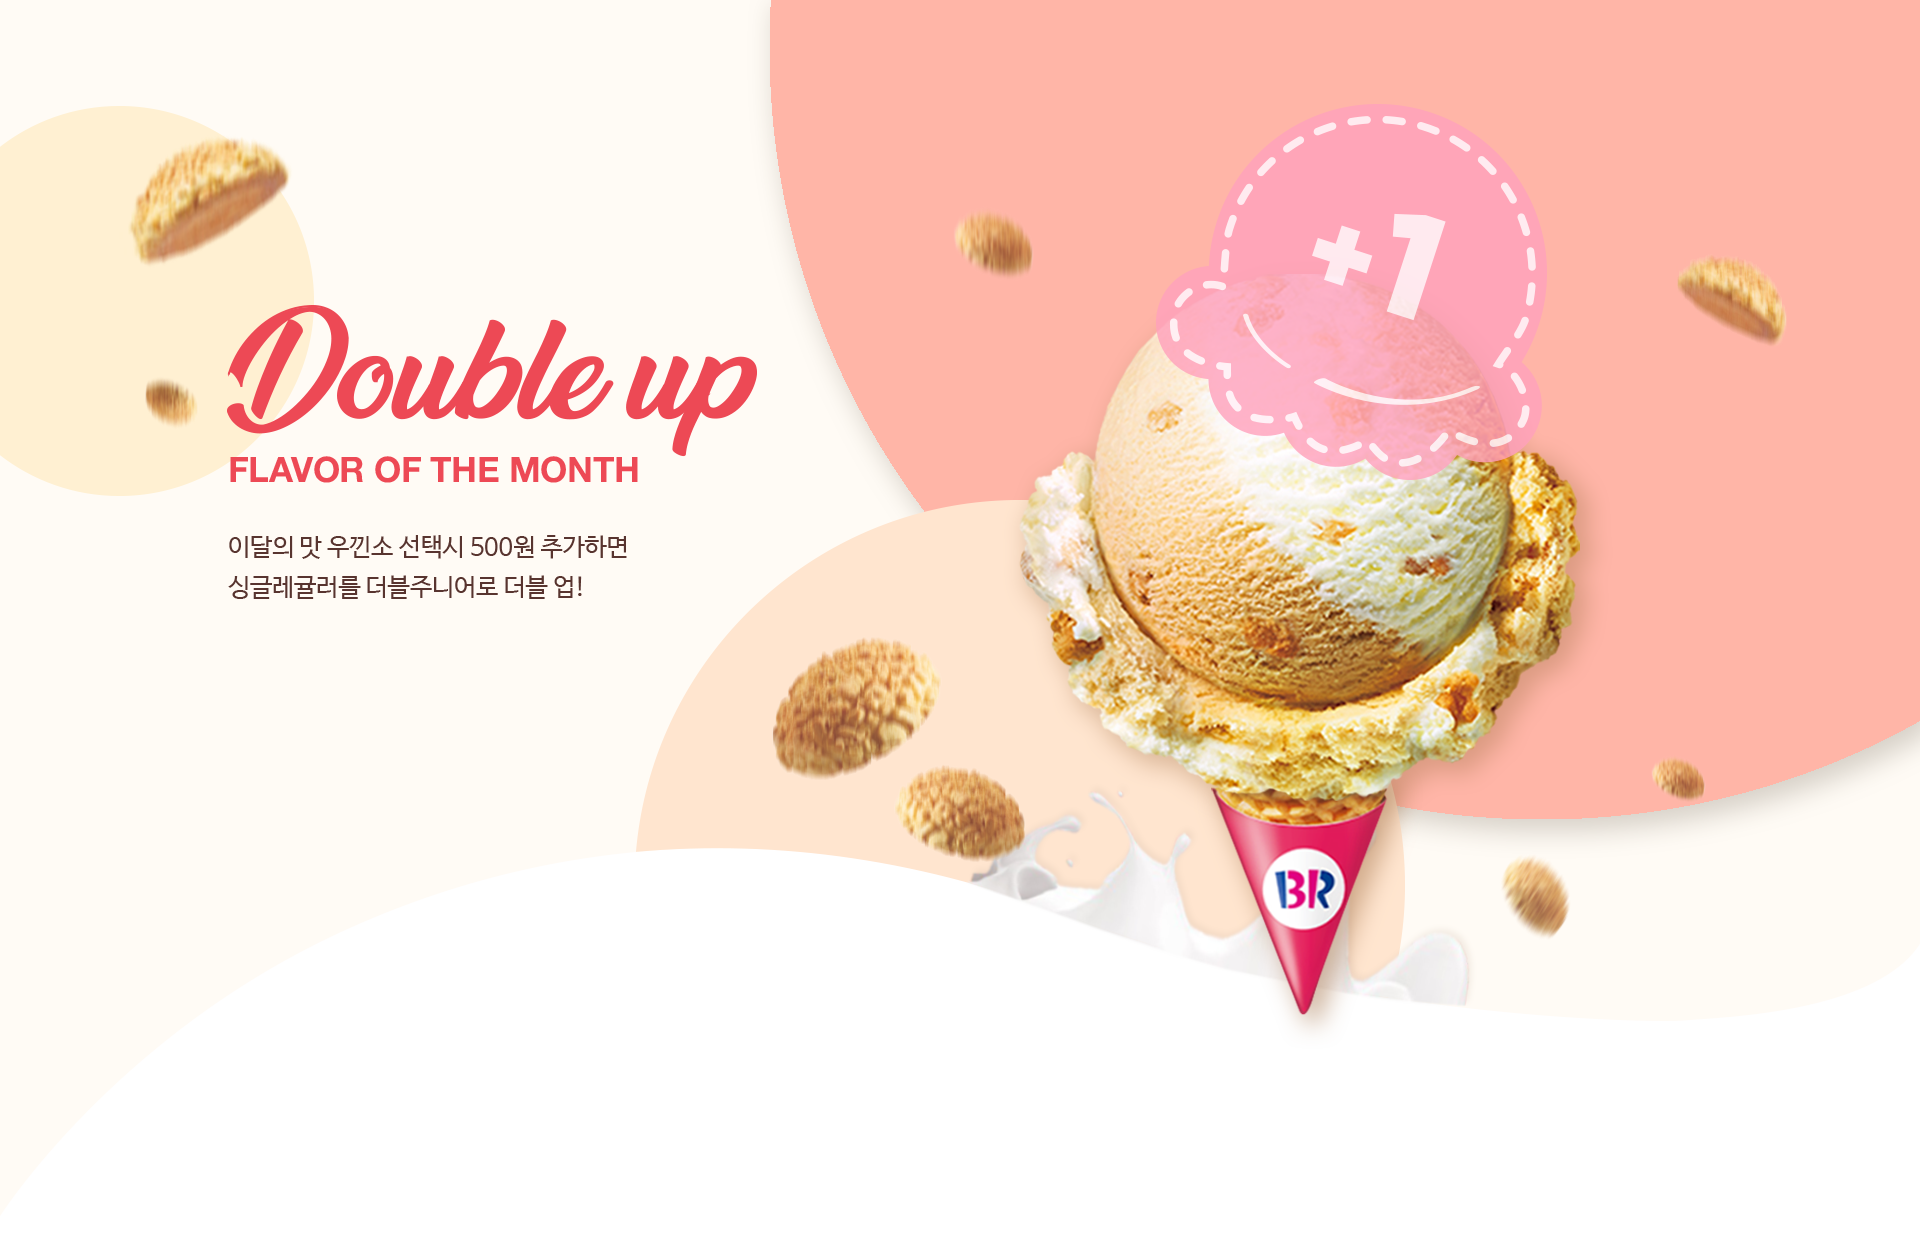 Double up
FLAVOR OF THE MONTH
이달의 맛 우낀소 선택시 500원 추가하면
싱글레귤러를 더블주니어로 더블 업!
+1
BR